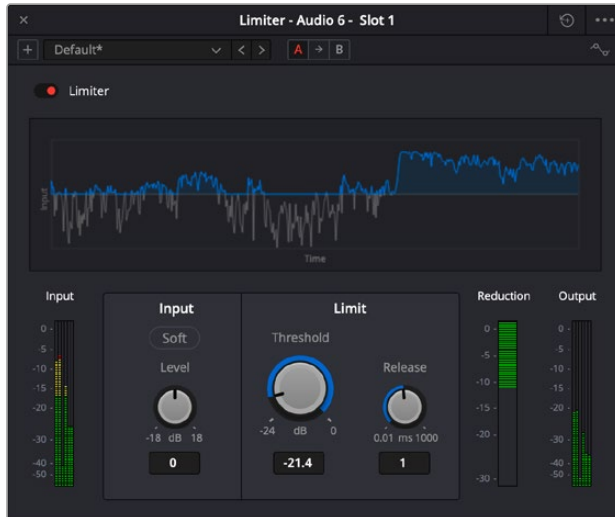 Limiter - Audio 6 - Slot 1
Default*
A
B
Limiter
Input
Time
Input
0
-5
-10
-15
-20
-30
-40
-50
Input
Soft
Level
-18 dB 18
0
Limit
Threshold
-24 dB 0
-21.4
Release
0.01 ms 1000
1
Reduction
0
-5
-10
-15
-20
-30
Output
0
-5
-10
-15
-20
-30
-40
-50